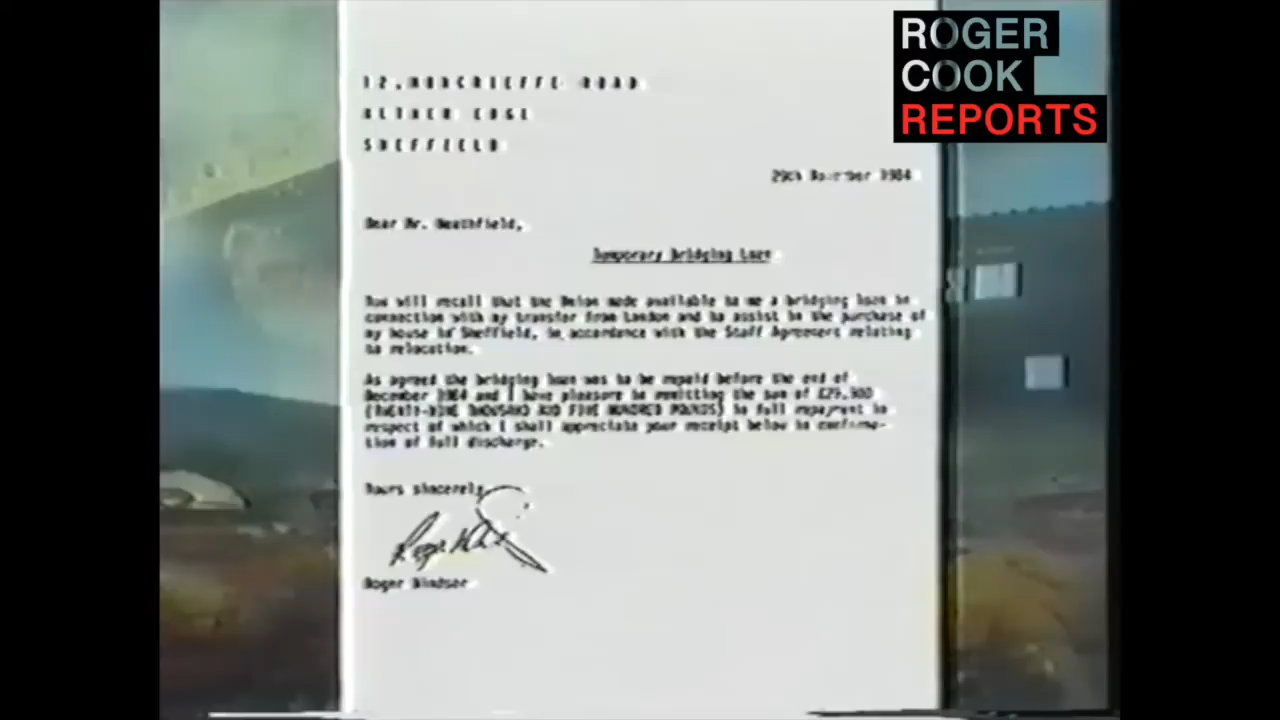 ROGER
COOK
REPORTS
12, MONCRIEFFE ROAD
NETHER EDGE
SHEFFIELD
29th November 1984
Dear Mr. Heathfield,
Temporary Bridging Loan
You will recall that the Union made available to me a bridging loan in
connection with my transfer from London and to assist in the purchase of
my house in Sheffield, in accordance with the Staff Agreement relating
to relocation.
As agreed the bridging loan was to be repaid before the end of
December 1984 and I have pleasure in remitting the sum of £29,500
(TWENTY-NINE THOUSAND AND FIVE HUNDRED POUNDS) in full repayment in
respect of which I shall appreciate your receipt below in confirma-
tion of full discharge.
Yours sincerely,
Roger Windsor